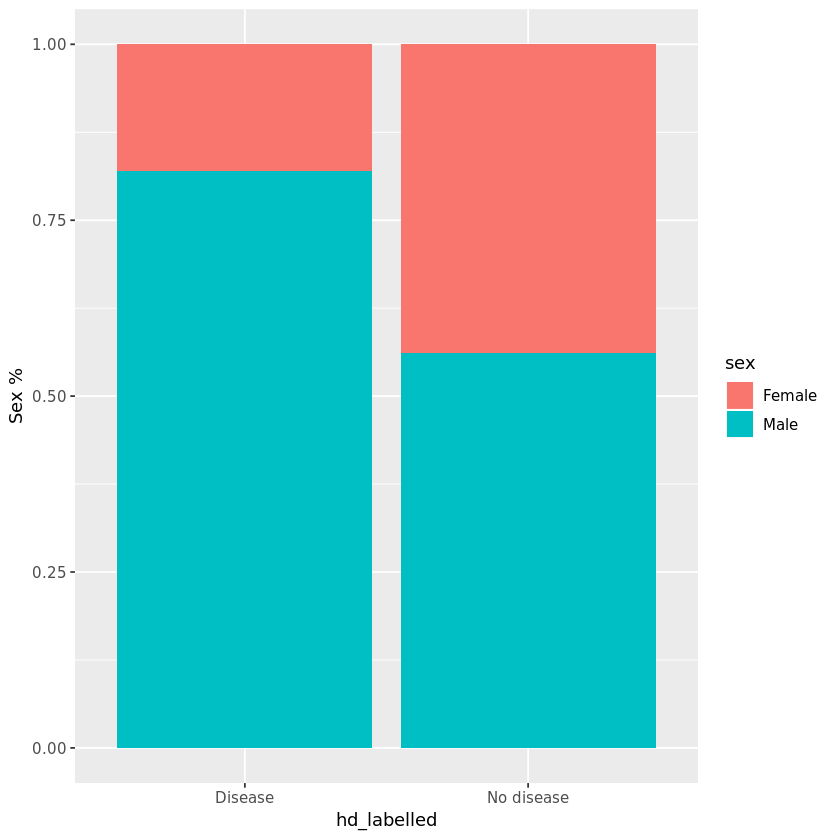 1.00
0.75
0.50
0.25
0.00
Sex %
Disease
No disease
hd_labelled
sex
Female
Male